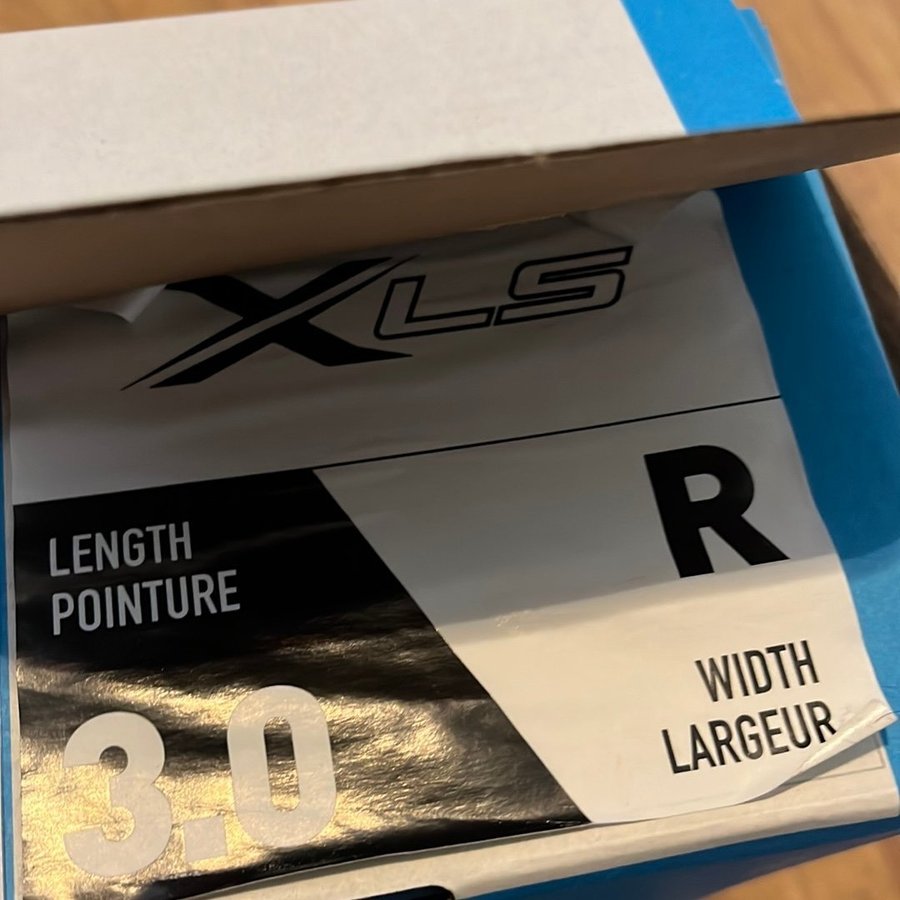 XLS
R
LENGTH
POINTURE
WIDTH
LARGEUR
3.0